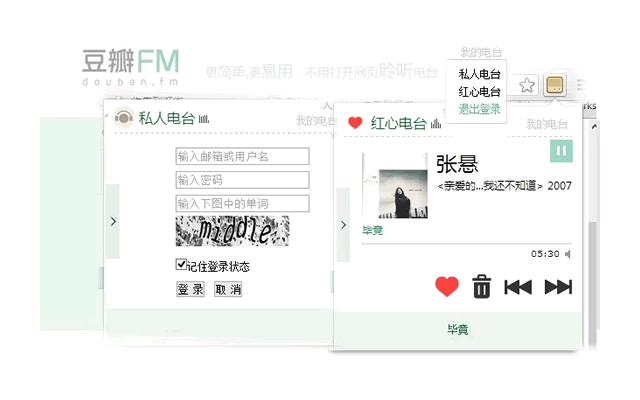 豆瓣FM
douban.fm
更简单,更易用，不用打开网页聆听电台
我的电台
私人电台
红心电台
退出登录
rks
私人电台
我的电台
输入邮箱或用户名
输入密码
输入下图中的单词
middle
记住登录状态
登 录 取 消
红心电台
我的电台
张悬
<亲爱的...我还不知道> 2007
毕竟
05:30
毕竟